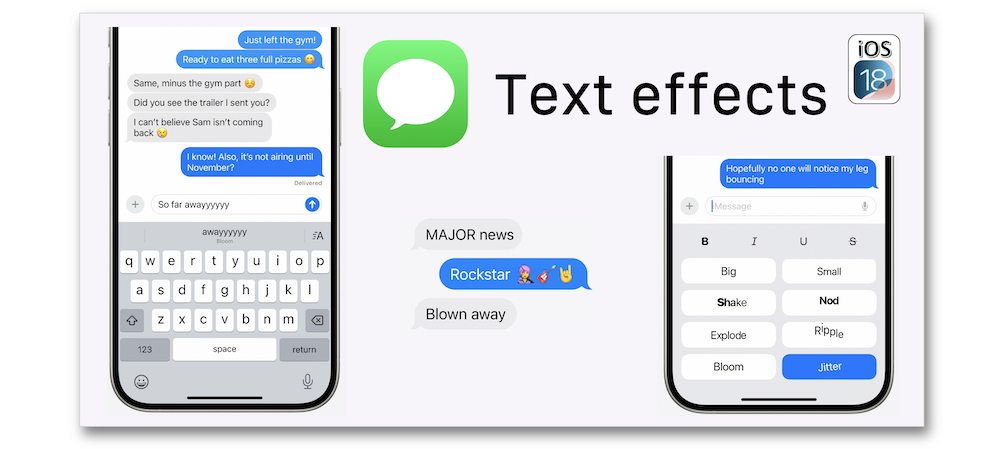 Just left the gym!
Ready to eat three full pizzas 😋
Same, minus the gym part 😏
Did you see the trailer I sent you?
I can't believe Sam isn't coming
back 😢
I know! Also, it's not airing until
November?
Delivered
So far awayyyyyy
awayyyyyy
Bloom
q w e r t y u i o p
a s d f g h j k l
z x c v b n m
123 space return
Text effects
iOS
18
MAJOR news
Rockstar 👩‍🎤🎸🤘
Blown away
Hopefully no one will notice my leg
bouncing
Message
B I U S
Big Small
Shake Nod
Explode Ripple
Bloom Jitter